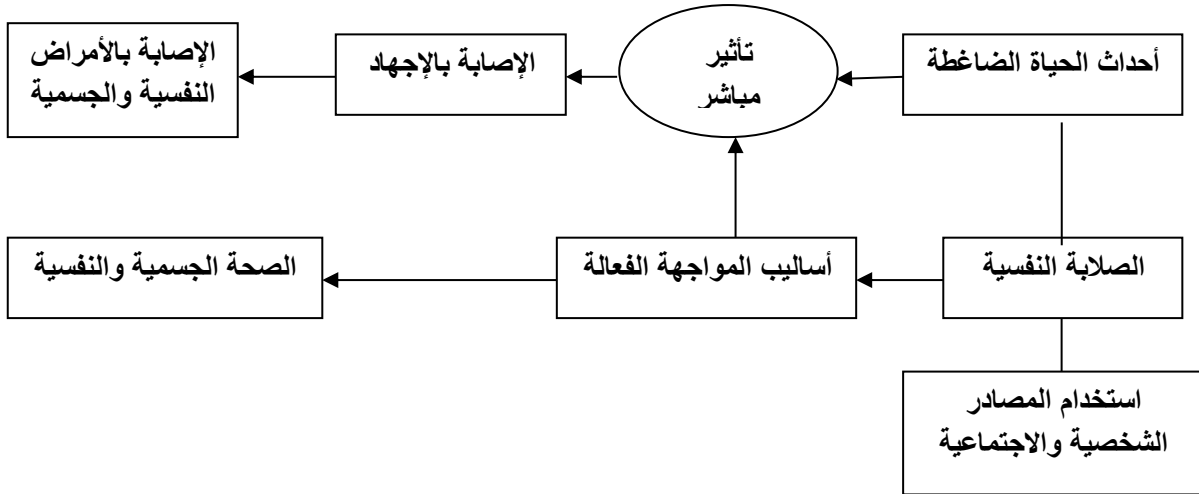 أحداث الحياة الضاغطة
تأثير
مباشر
الإصابة بالإجهاد
الإصابة بالأمراض
النفسية والجسمية
الصلابة النفسية
أساليب المواجهة الفعالة
الصحة الجسمية والنفسية
استخدام المصادر
الشخصية والاجتماعية